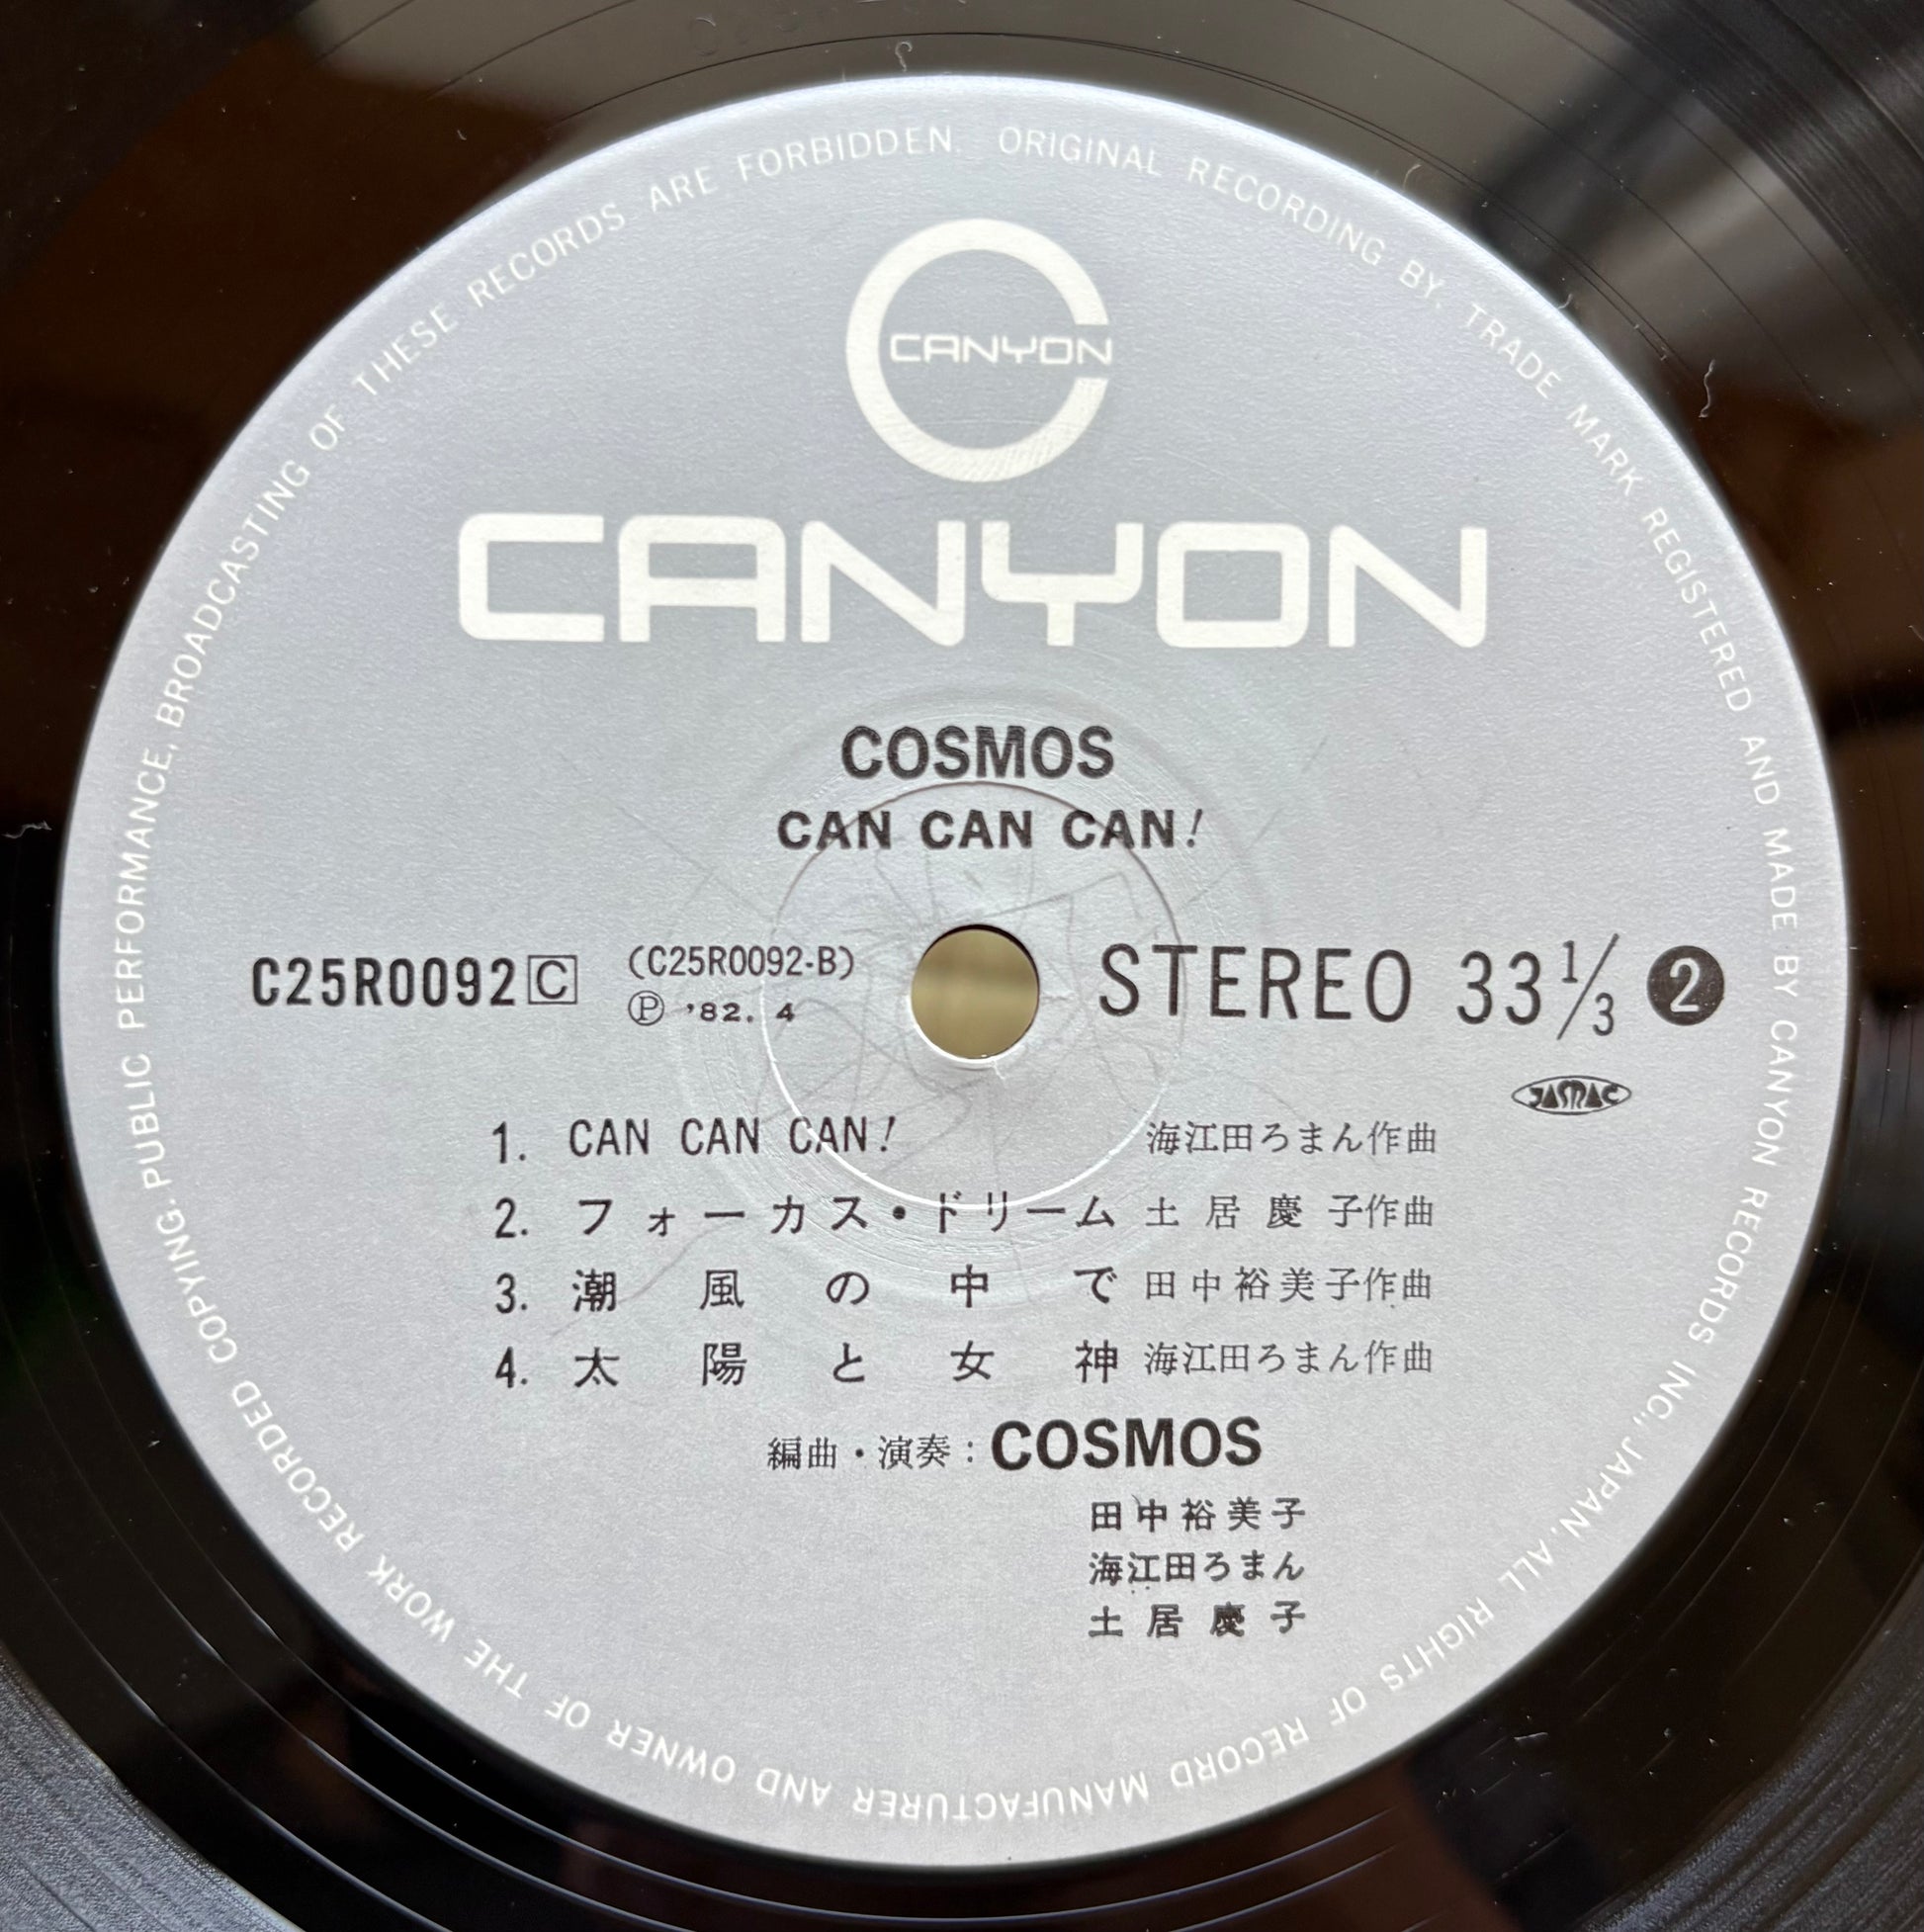 ORIGINAL RECORDING BY. TRADE MARK REGISTERED AND MADE BY CANYON RECORDS INC., JAPAN. ALL RIGHTS OF RECORD MANUFACTURER AND OWNER OF THE WORK RECORDED COPYING. PUBLIC PERFORMANCE, BROADCASTING OF THESE RECORDS ARE FORBIDDEN.
CANYON
CANYON
COSMOS
CAN CAN CAN!
C25R0092 C (C25R0092-B) STEREO 33 1/3 2
Ⓟ '82. 4
JASRAC
1. CAN CAN CAN! 海江田ろまん作曲
2. フォーカス・ドリーム 土居慶子作曲
3. 潮風の中で 田中裕美子作曲
4. 太陽と女神 海江田ろまん作曲
編曲・演奏:COSMOS
田中裕美子
海江田ろまん
土居慶子